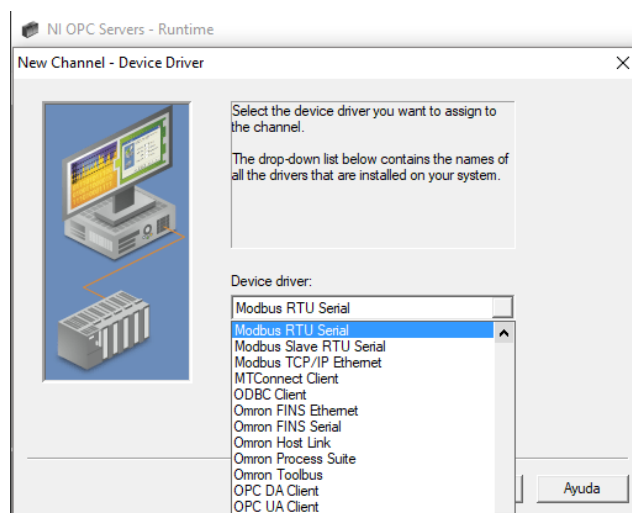 NI OPC Servers - Runtime
New Channel - Device Driver
Select the device driver you want to assign to
the channel.
The drop-down list below contains the names of
all the drivers that are installed on your system.
Device driver:
Modbus RTU Serial
Modbus RTU Serial
Modbus Slave RTU Serial
Modbus TCP/IP Ethernet
MTConnect Client
ODBC Client
Omron FINS Ethernet
Omron FINS Serial
Omron Host Link
Omron Process Suite
Omron Toolbus
OPC DA Client
OPC UA Client
Ayuda